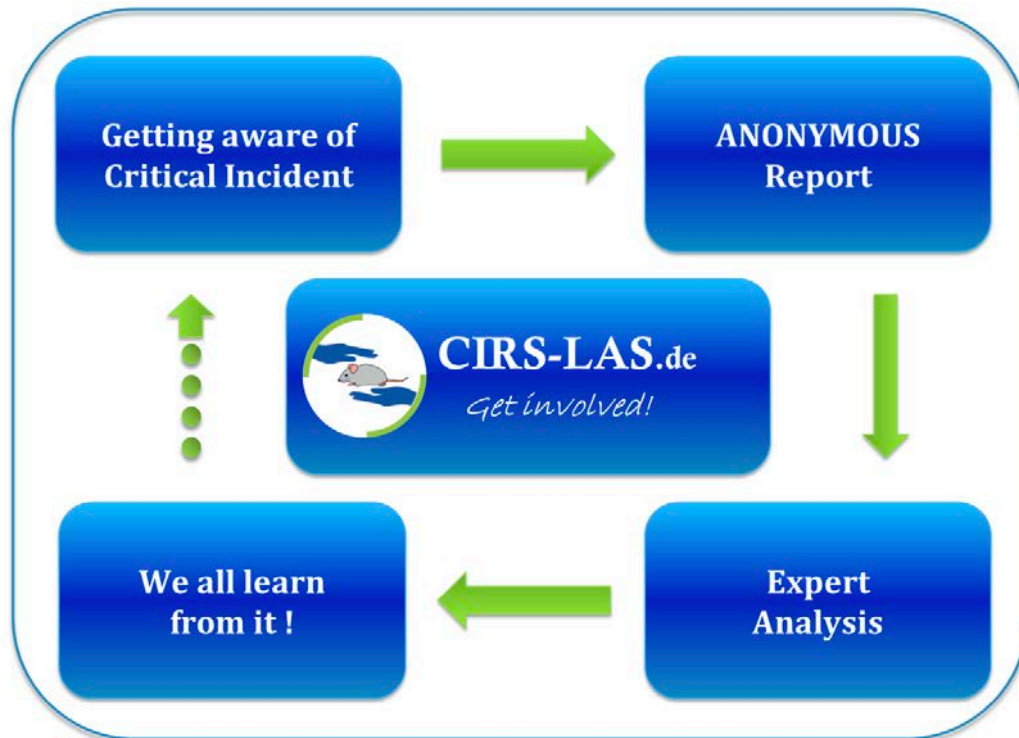 Getting aware of
Critical Incident
ANONYMOUS
Report
CIRS-LAS.de
Get involved!
We all learn
from it !
Expert
Analysis